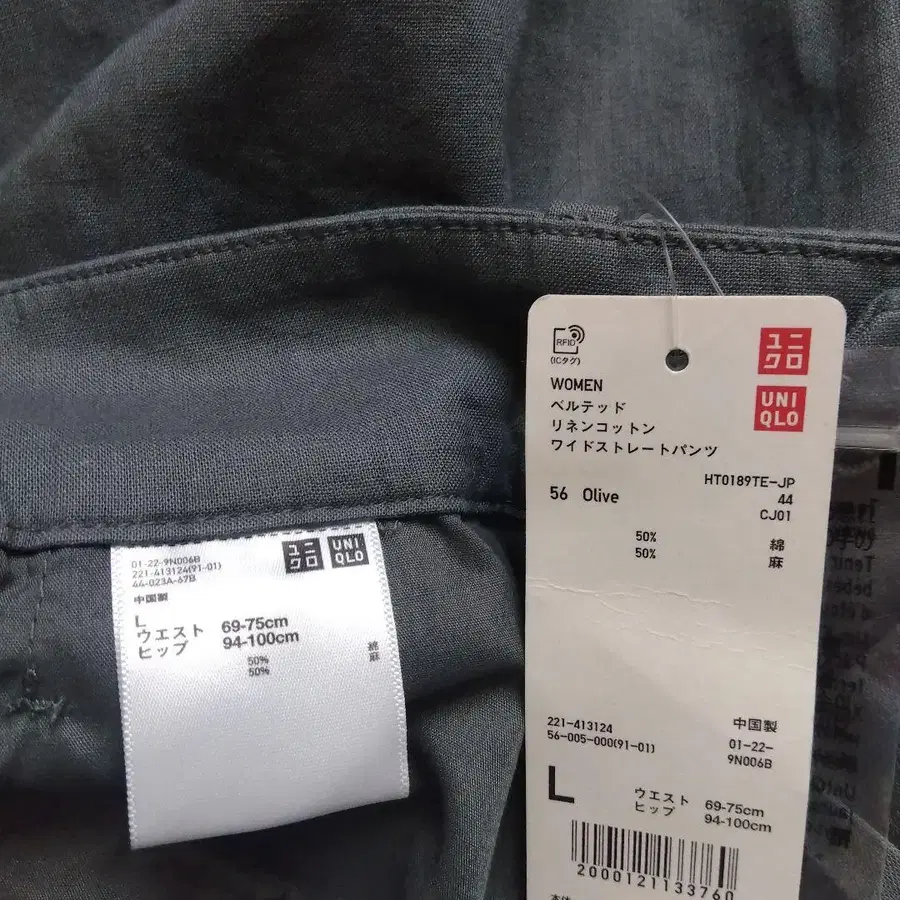 RFID
(ICタグ)
ユニ
クロ
UNI
QLO
WOMEN
ベルテッド
リネンコットン
ワイドストレートパンツ
HT0189TE-JP
56 Olive
44
CJ01
50% 綿
50% 麻
221-413124
56-005-000(91-01)
中国製
01-22-
9N006B
L
ウエスト 69-75cm
ヒップ 94-100cm
2000121133760
01-22-9N006B
221-413124(91-01)
44-023A-67B
ユニ
クロ
UNI
QLO
中国製
L
ウエスト 69-75cm
ヒップ 94-100cm
50% 綿
50% 麻